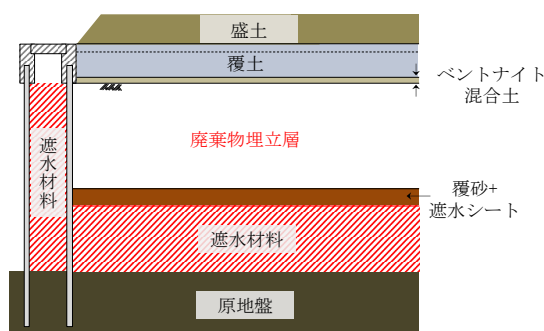 盛土
覆土
ベントナイト
混合土
廃棄物埋立層
遮水材料
覆砂+
遮水シート
遮水材料
原地盤